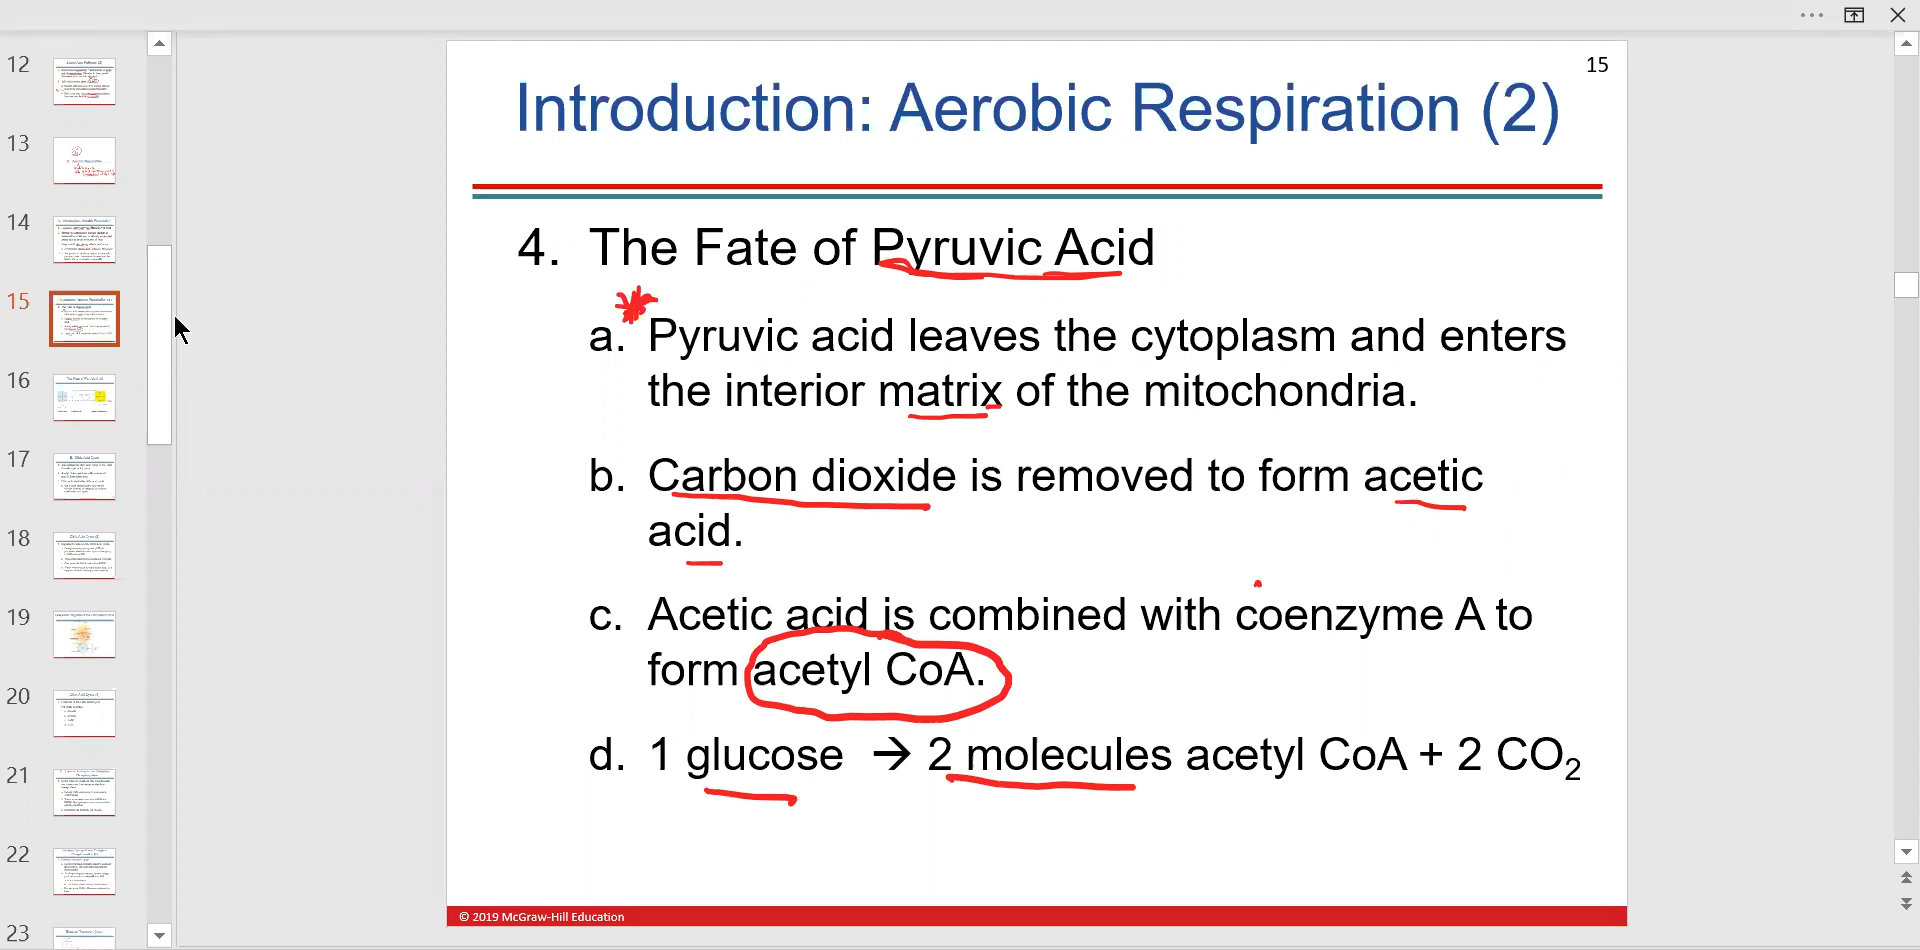 15
Introduction: Aerobic Respiration (2)
4. The Fate of Pyruvic Acid
a. Pyruvic acid leaves the cytoplasm and enters
the interior matrix of the mitochondria.
b. Carbon dioxide is removed to form acetic
acid.
c. Acetic acid is combined with coenzyme A to
form acetyl CoA.
d. 1 glucose → 2 molecules acetyl CoA + 2 CO₂
© 2019 McGraw-Hill Education
12
13
14
15
16
17
18
19
20
21
22
23